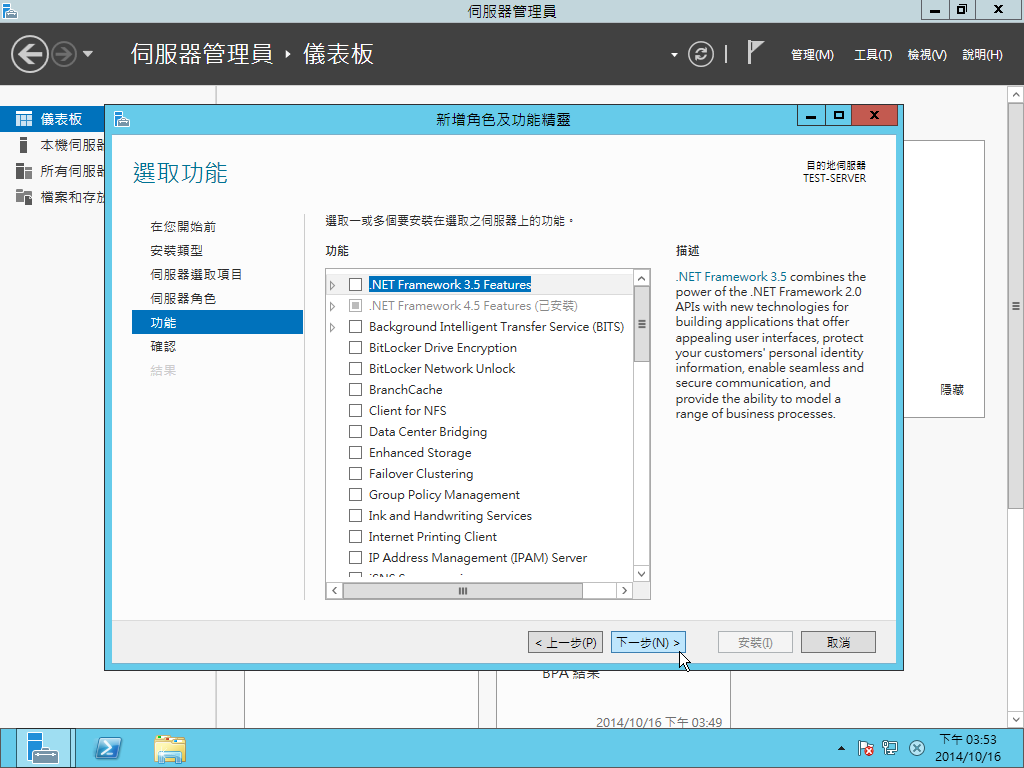 伺服器管理員
伺服器管理員 ‣ 儀表板
管理(M) 工具(T) 檢視(V) 說明(H)
儀表板
本機伺服器
所有伺服器
檔案和存放
新增角色及功能精靈
選取功能
目的地伺服器
TEST-SERVER
在您開始前
安裝類型
伺服器選取項目
伺服器角色
功能
確認
結果
選取一或多個要安裝在選取之伺服器上的功能。
功能
.NET Framework 3.5 Features
.NET Framework 4.5 Features (已安裝)
Background Intelligent Transfer Service (BITS)
BitLocker Drive Encryption
BitLocker Network Unlock
BranchCache
Client for NFS
Data Center Bridging
Enhanced Storage
Failover Clustering
Group Policy Management
Ink and Handwriting Services
Internet Printing Client
IP Address Management (IPAM) Server
描述
.NET Framework 3.5 combines the
power of the .NET Framework 2.0
APIs with new technologies for
building applications that offer
appealing user interfaces, protect
your customers' personal identity
information, enable seamless and
secure communication, and
provide the ability to model a
range of business processes.
隱藏
< 上一步(P) 下一步(N) > 安裝(I) 取消
BPA 結果
2014/10/16 下午 03:49
下午 03:53
2014/10/16